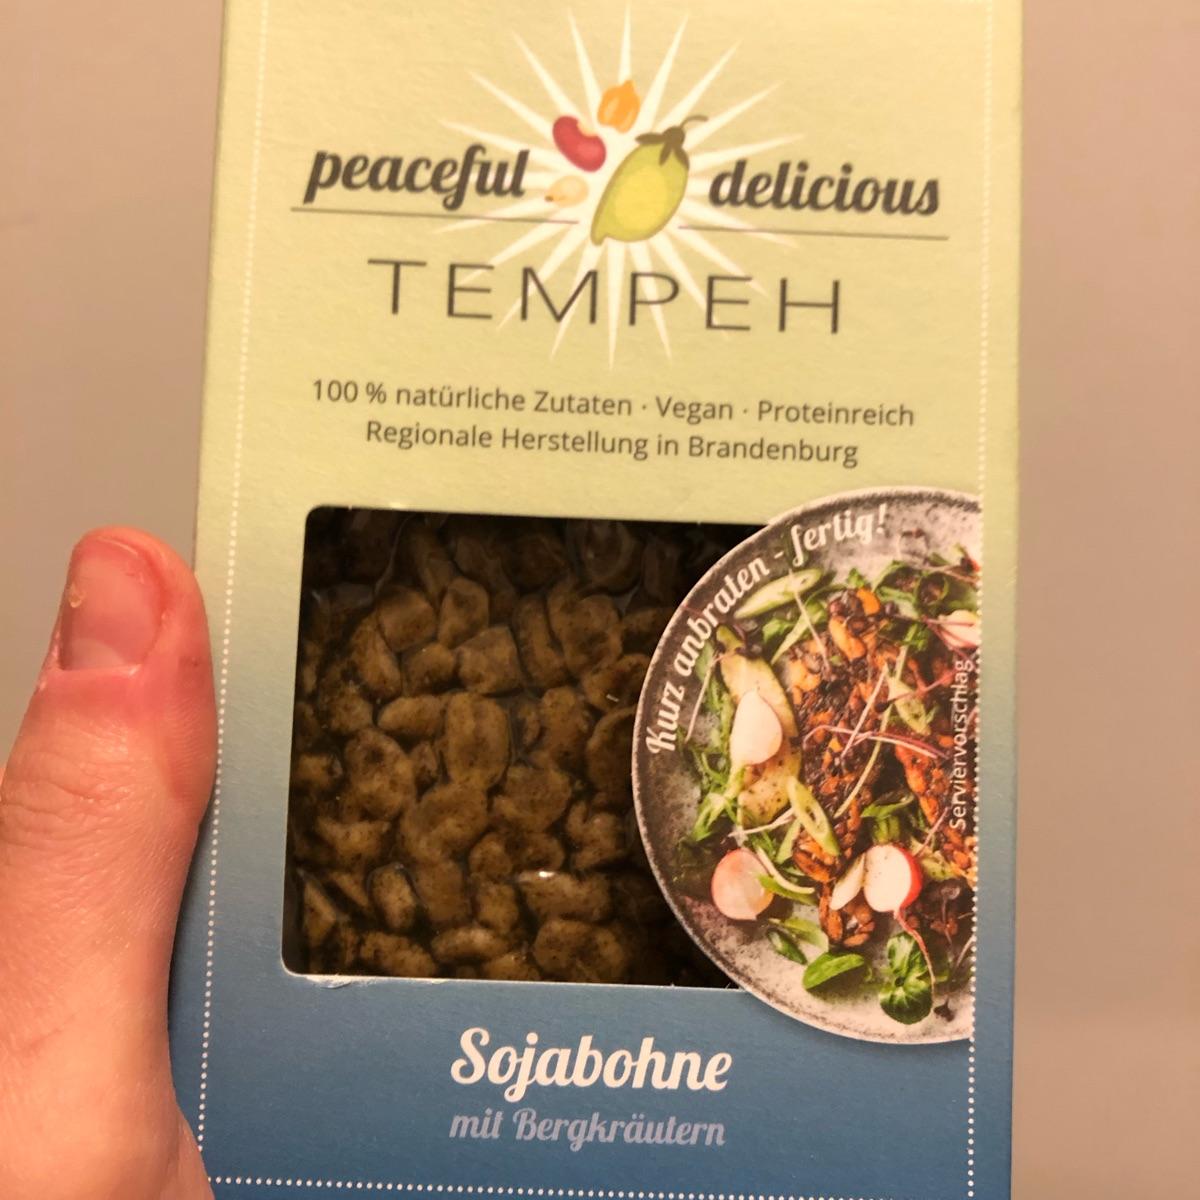 peaceful delicious
TEMPEH
100 % natürliche Zutaten · Vegan · Proteinreich
Regionale Herstellung in Brandenburg
Kurz anbraten - fertig!
Serviervorschlag
Sojabohne
mit Bergkräutern